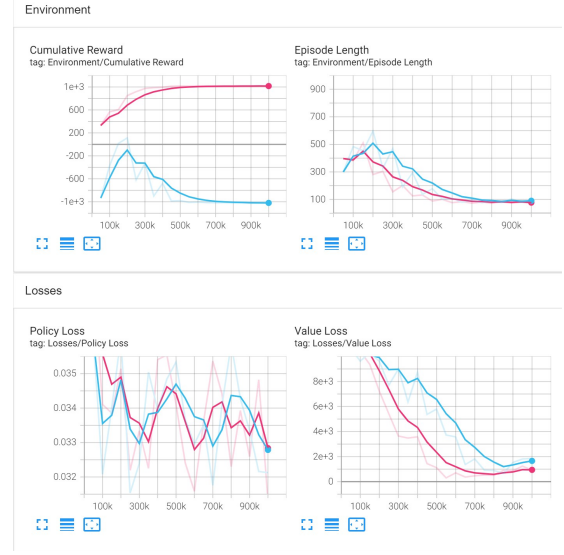 Environment
Cumulative Reward
tag: Environment/Cumulative Reward
1e+3
600
200
-200
-600
-1e+3
100k 300k 500k 700k 900k
Episode Length
tag: Environment/Episode Length
900
700
500
300
100
100k 300k 500k 700k 900k
Losses
Policy Loss
tag: Losses/Policy Loss
0.035
0.034
0.033
0.032
100k 300k 500k 700k 900k
Value Loss
tag: Losses/Value Loss
8e+3
6e+3
4e+3
2e+3
0
100k 300k 500k 700k 900k